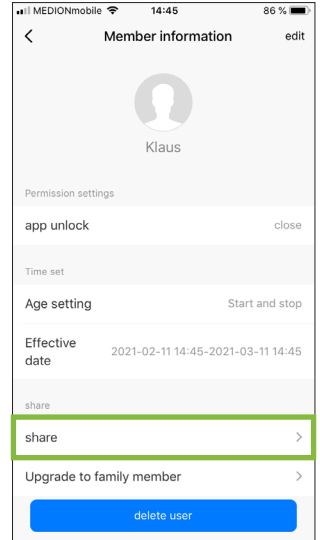 MEDIONmobile 14:45 86 %
Member information edit
Klaus
Permission settings
app unlock close
Time set
Age setting Start and stop
Effective
date 2021-02-11 14:45-2021-03-11 14:45
share
share
Upgrade to family member
delete user